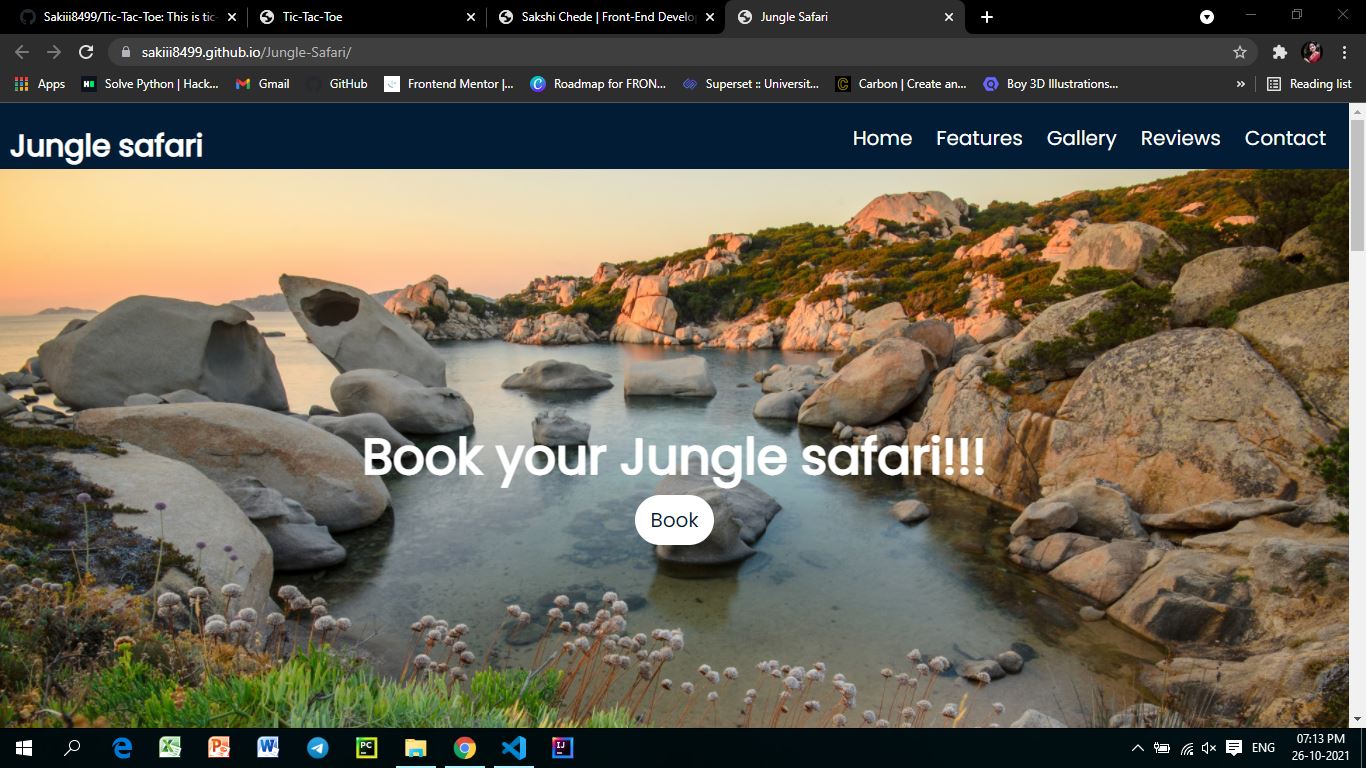 Sakiii8499/Tic-Tac-Toe: This is tic-
Tic-Tac-Toe
Sakshi Chede | Front-End Develo
Jungle Safari
sakiii8499.github.io/Jungle-Safari/
Apps
Solve Python | Hack...
Gmail
GitHub
Frontend Mentor |...
Roadmap for FRON...
Superset :: Universit...
Carbon | Create an...
Boy 3D Illustrations...
»
Reading list
Jungle safari
Home
Features
Gallery
Reviews
Contact
Book your Jungle safari!!!
Book
ENG
07:13 PM
26-10-2021